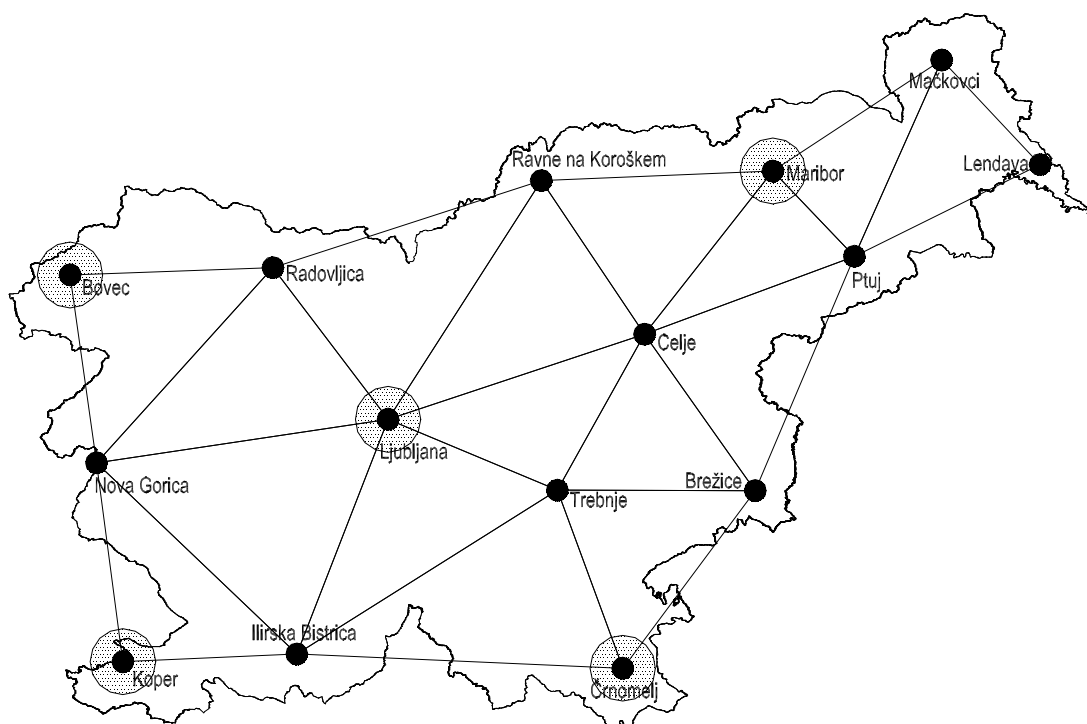 Mačkovci
Ravne na Koroškem
Maribor
Lendava
Bovec
Radovljica
Ptuj
Celje
Ljubljana
Nova Gorica
Brežice
Trebnje
Ilirska Bistrica
Koper
Črnomelj